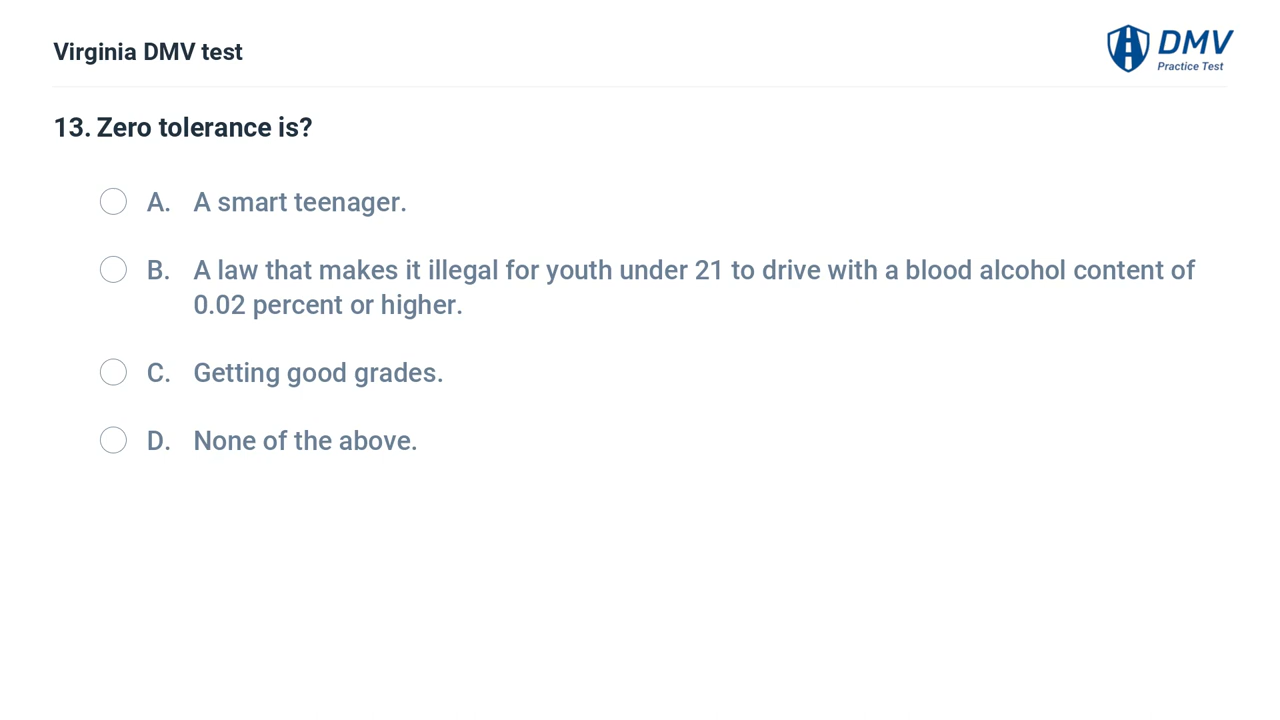 Virginia DMV test
DMV
Practice Test
13. Zero tolerance is?
A. A smart teenager.
B. A law that makes it illegal for youth under 21 to drive with a blood alcohol content of
0.02 percent or higher.
C. Getting good grades.
D. None of the above.